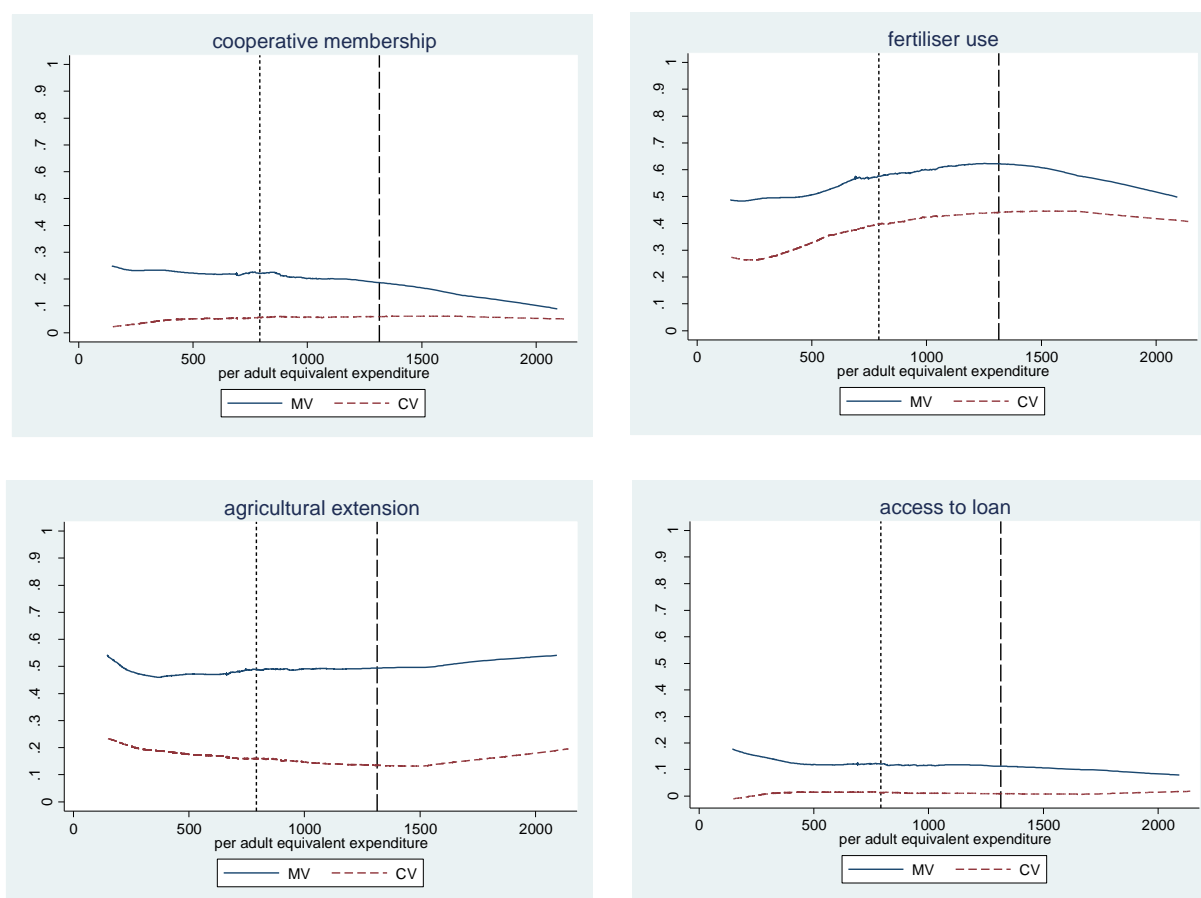 cooperative membership
1
.9
.8
.7
.6
.5
.4
.3
.2
.1
0
0 500 1000 1500 2000
per adult equivalent expenditure
MV CV
fertiliser use
1
.9
.8
.7
.6
.5
.4
.3
.2
.1
0
0 500 1000 1500 2000
per adult equivalent expenditure
MV CV
agricultural extension
1
.9
.8
.7
.6
.5
.4
.3
.2
.1
0
0 500 1000 1500 2000
per adult equivalent expenditure
MV CV
access to loan
1
.9
.8
.7
.6
.5
.4
.3
.2
.1
0
0 500 1000 1500 2000
per adult equivalent expenditure
MV CV